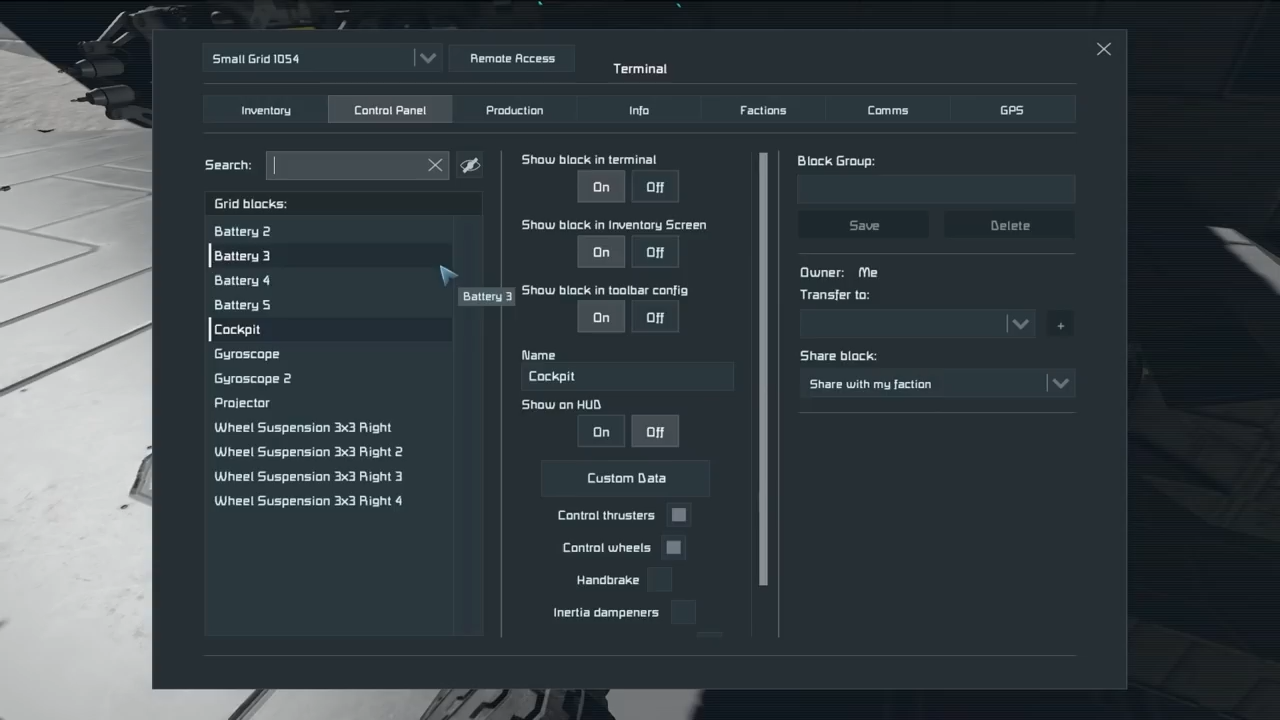 Small Grid 1054
Remote Access
Terminal
Inventory
Control Panel
Production
Info
Factions
Comms
GPS
Search:
Grid blocks:
Battery 2
Battery 3
Battery 4
Battery 5
Cockpit
Gyroscope
Gyroscope 2
Projector
Wheel Suspension 3x3 Right
Wheel Suspension 3x3 Right 2
Wheel Suspension 3x3 Right 3
Wheel Suspension 3x3 Right 4
Battery 3
Show block in terminal
On Off
Show block in Inventory Screen
On Off
Show block in toolbar config
On Off
Name
Cockpit
Show on HUD
On Off
Custom Data
Control thrusters
Control wheels
Handbrake
Inertia dampeners
Block Group:
Save Delete
Owner: Me
Transfer to:
+
Share block:
Share with my faction